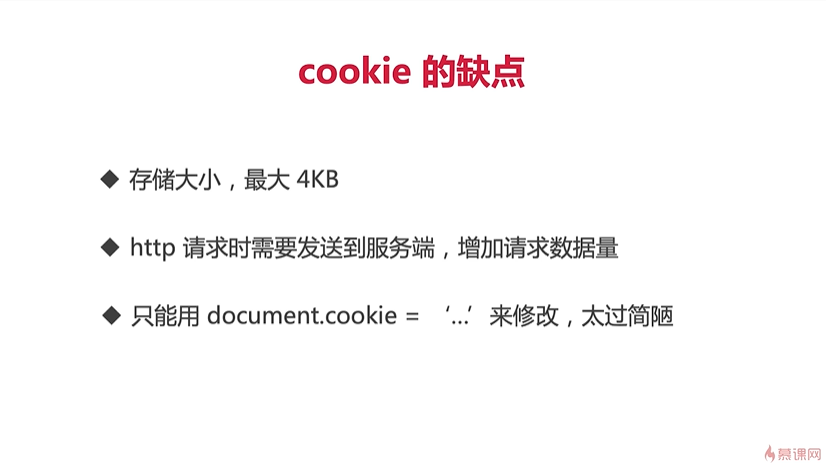 cookie 的缺点
◆ 存储大小，最大 4KB
◆ http 请求时需要发送到服务端，增加请求数据量
◆ 只能用 document.cookie = ‘…’ 来修改，太过简陋
慕课网